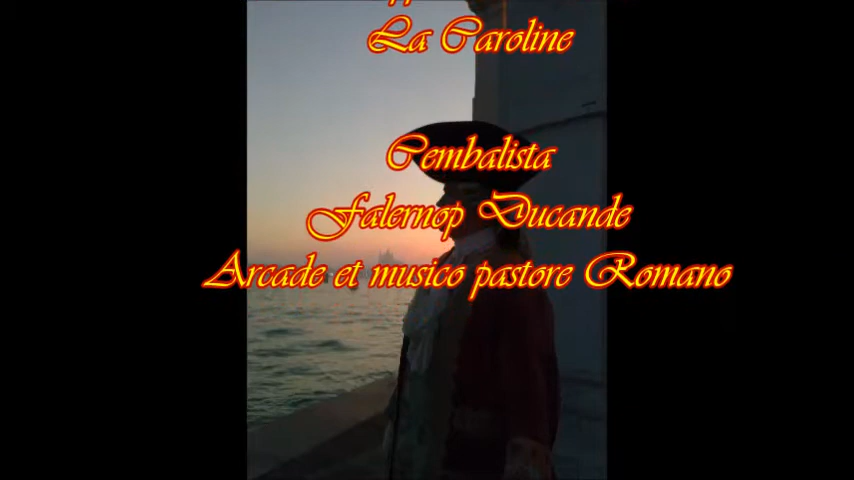 La Caroline
Cembalista
Falernop Ducande
Arcade et musico pastore Romano